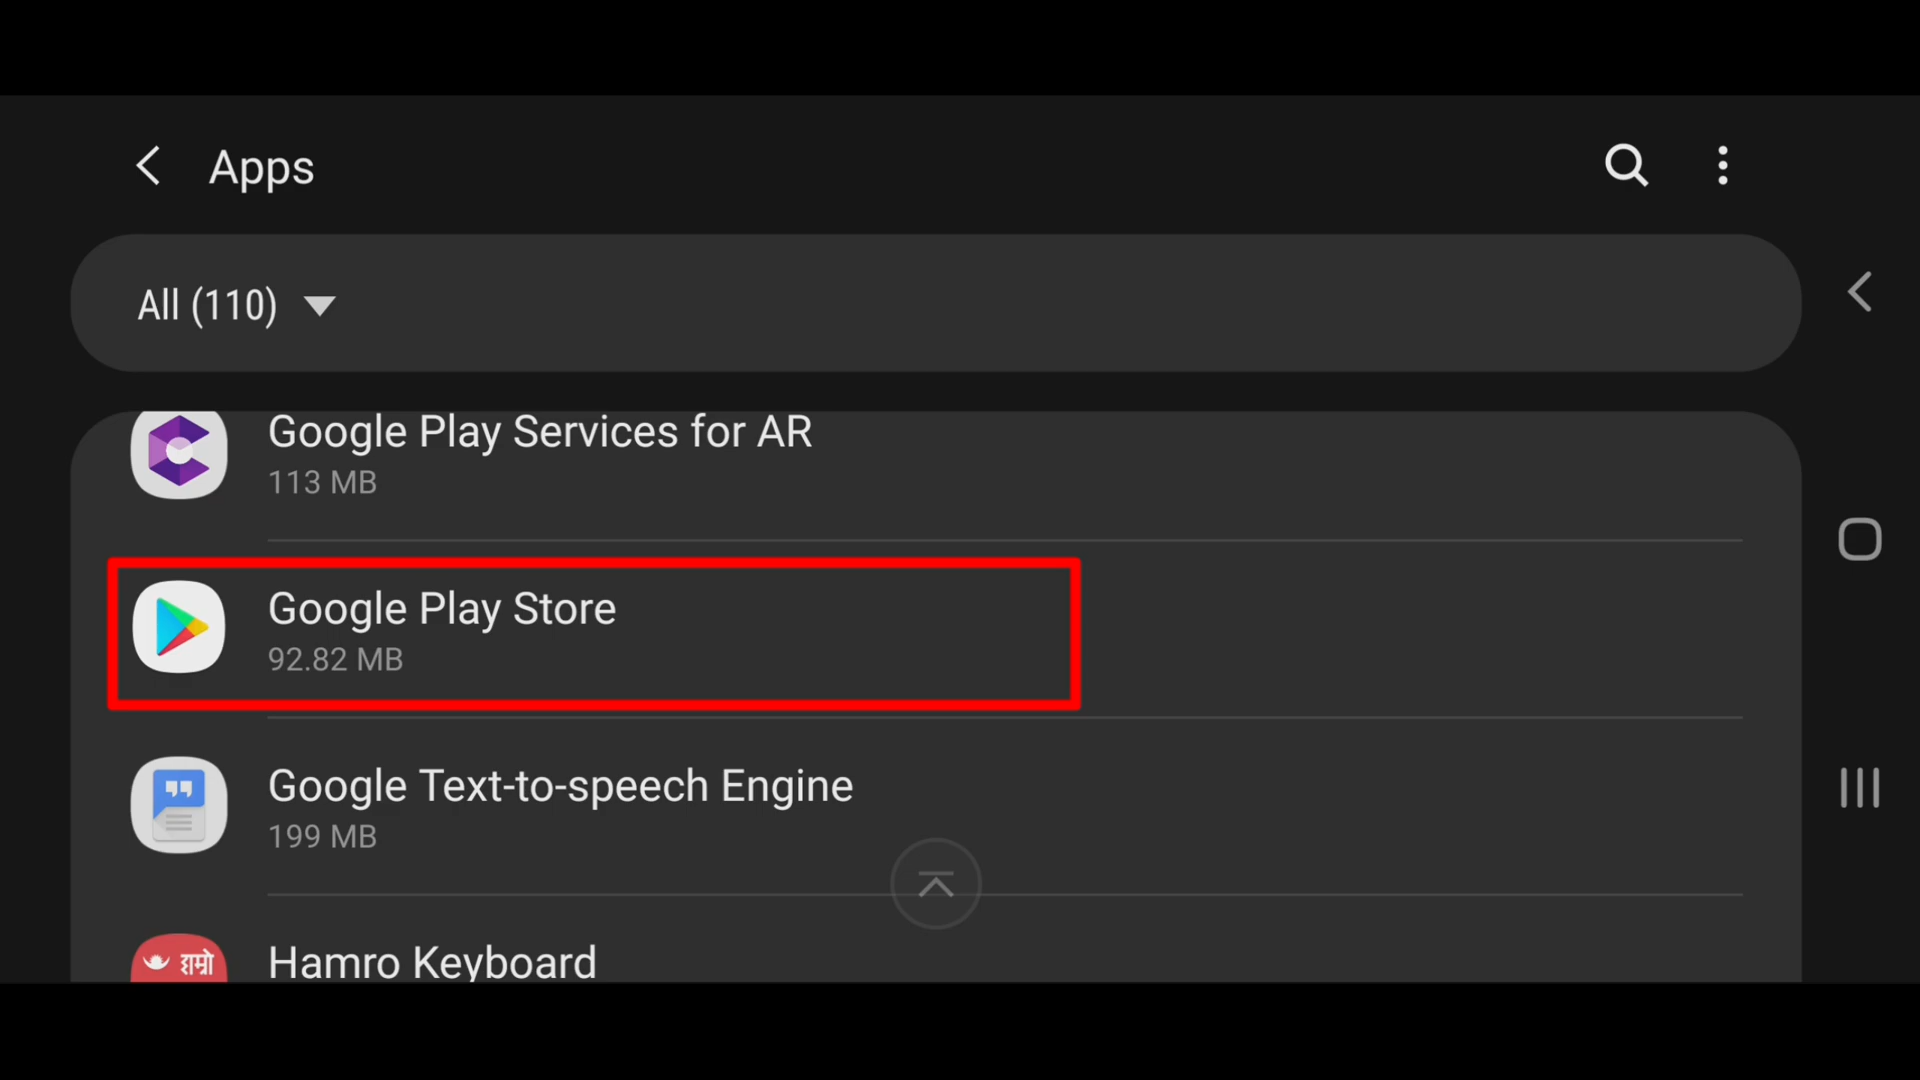 Apps
All (110)
Google Play Services for AR
113 MB
Google Play Store
92.82 MB
Google Text-to-speech Engine
199 MB
हाम्रो
Hamro Keyboard